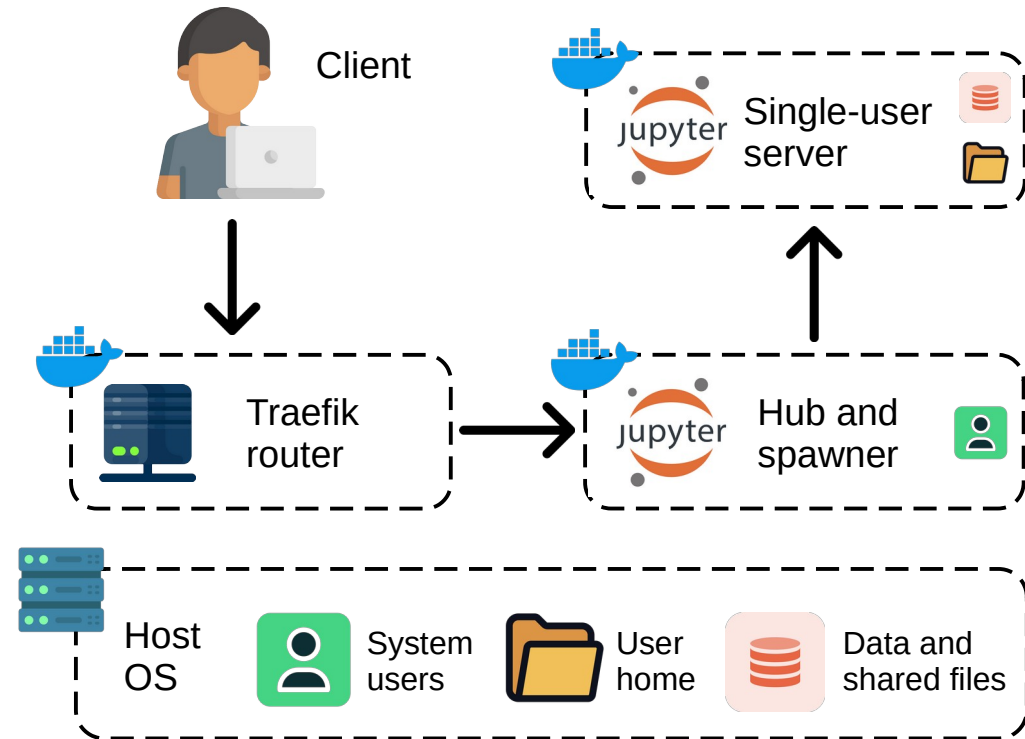 Client
jupyter
Single-user
server
Traefik
router
jupyter
Hub and
spawner
Host
OS
System
users
User
home
Data and
shared files